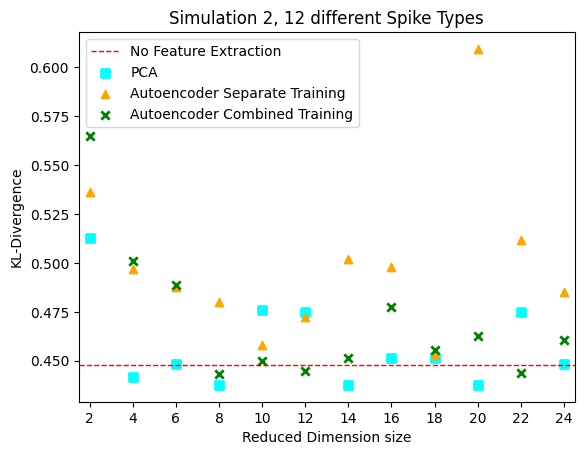 Simulation 2, 12 different Spike Types
No Feature Extraction
PCA
Autoencoder Separate Training
Autoencoder Combined Training
KL-Divergence
0.600
0.575
0.550
0.525
0.500
0.475
0.450
2 4 6 8 10 12 14 16 18 20 22 24
Reduced Dimension size